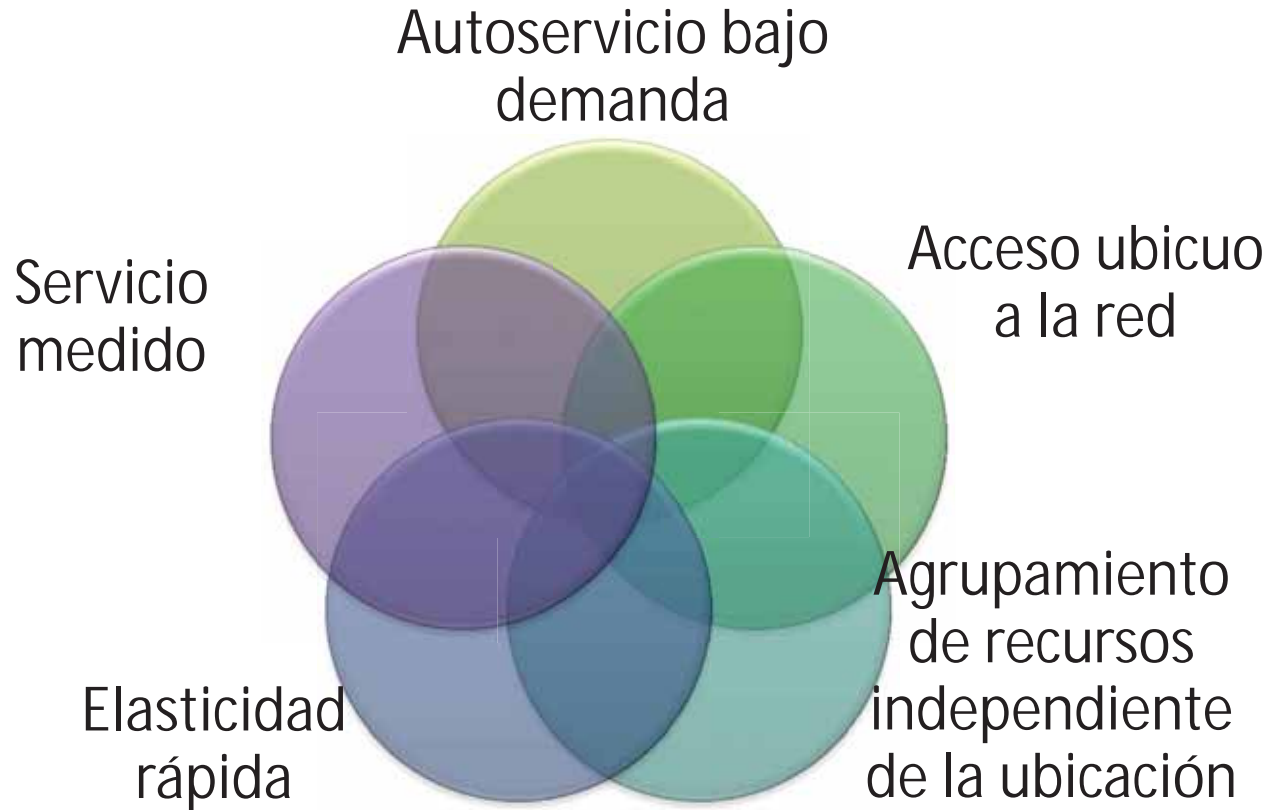 Autoservicio bajo
demanda
Acceso ubicuo
a la red
Agrupamiento
de recursos
independiente
de la ubicación
Elasticidad
rápida
Servicio
medido